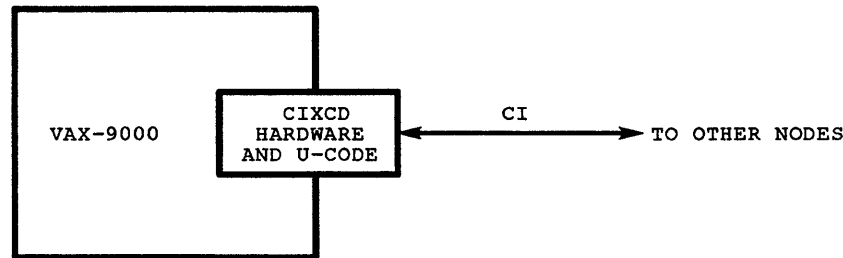 CI
CIXCD
HARDWARE
AND U-CODE
VAX-9000
TO OTHER NODES